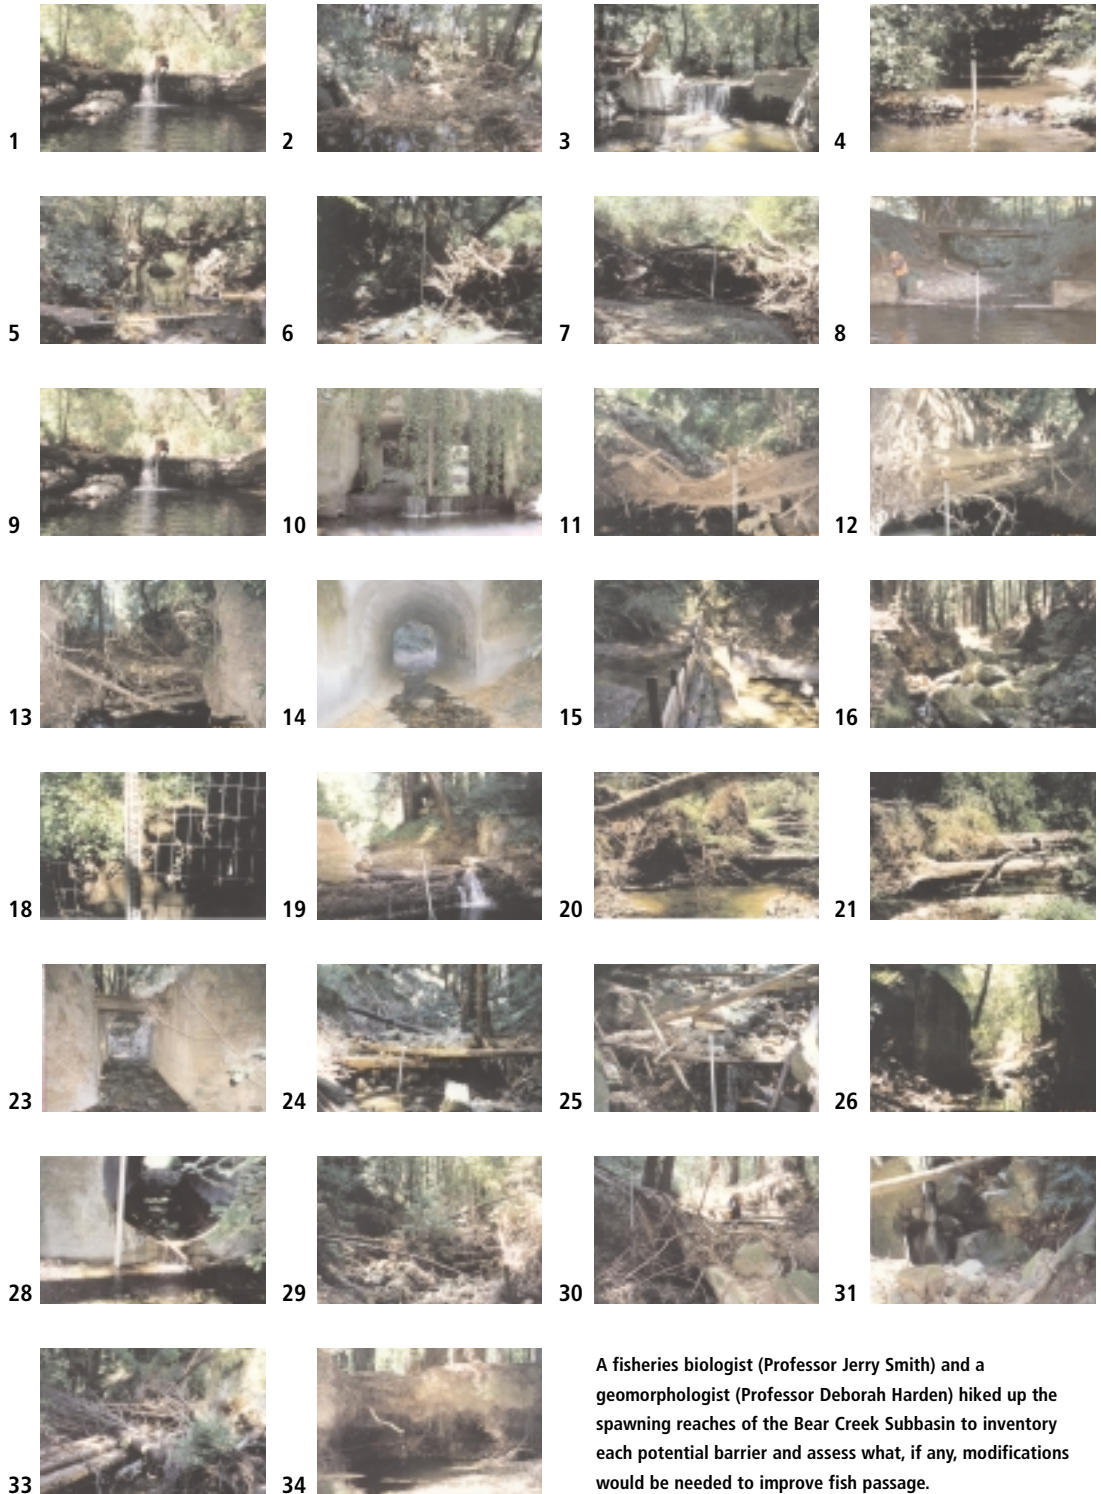 1 2 3 4
5 6 7 8
9 10 11 12
13 14 15 16
18 19 20 21
23 24 25 26
28 29 30 31
33 34
A fisheries biologist (Professor Jerry Smith) and a
geomorphologist (Professor Deborah Harden) hiked up the
spawning reaches of the Bear Creek Subbasin to inventory
each potential barrier and assess what, if any, modifications
would be needed to improve fish passage.